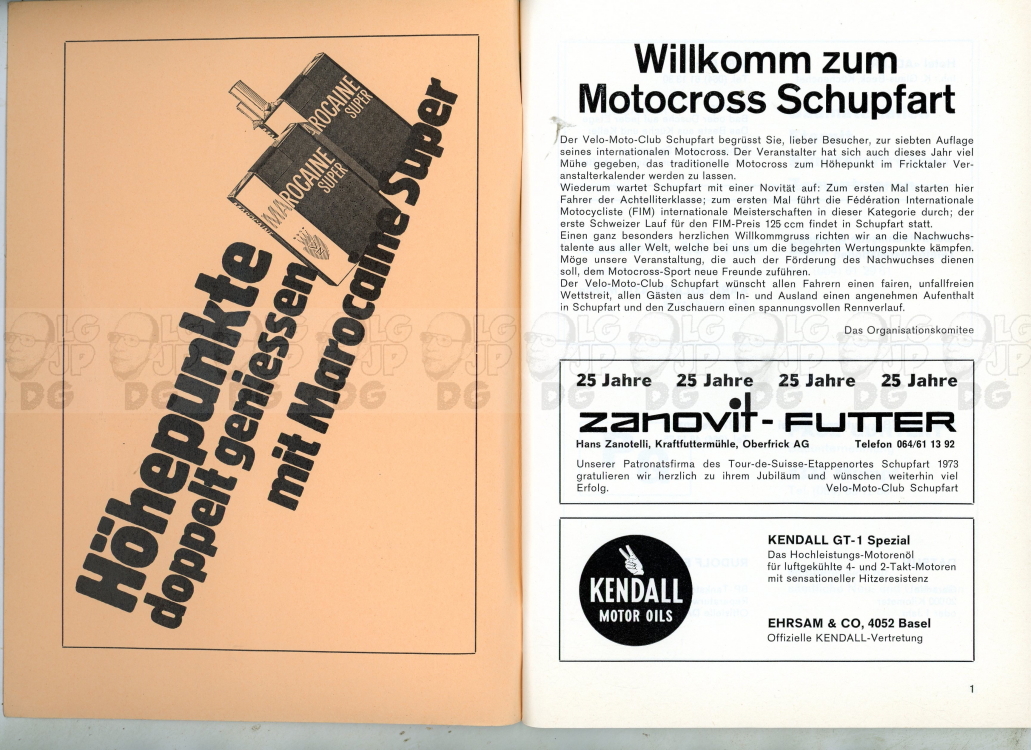 MAROCAINE
SUPER
MAROCAINE
SUPER
Höhepunkte
doppelt geniessen
mit Marocaine Super
Willkomm zum
Motocross Schupfart
Der Velo-Moto-Club Schupfart begrüsst Sie, lieber Besucher, zur siebten Auflage
seines internationalen Motocross. Der Veranstalter hat sich auch dieses Jahr viel
Mühe gegeben, das traditionelle Motocross zum Höhepunkt im Fricktaler Ver-
anstalterkalender werden zu lassen.
Wiederum wartet Schupfart mit einer Novität auf: Zum ersten Mal starten hier
Fahrer der Achtelliterklasse; zum ersten Mal führt die Fédération Internationale
Motocycliste (FIM) internationale Meisterschaften in dieser Kategorie durch; der
erste Schweizer Lauf für den FIM-Preis 125 ccm findet in Schupfart statt.
Einen ganz besonders herzlichen Willkommgruss richten wir an die Nachwuchs-
talente aus aller Welt, welche bei uns um die begehrten Wertungspunkte kämpfen.
Möge unsere Veranstaltung, die auch der Förderung des Nachwuchses dienen
soll, dem Motocross-Sport neue Freunde zuführen.
Der Velo-Moto-Club Schupfart wünscht allen Fahrern einen fairen, unfallfreien
Wettstreit, allen Gästen aus dem In- und Ausland einen angenehmen Aufenthalt
in Schupfart und den Zuschauern einen spannungsvollen Rennverlauf.
Das Organisationskomitee
25 Jahre 25 Jahre 25 Jahre 25 Jahre
zanovit-FUTTER
Hans Zanotelli, Kraftfuttermühle, Oberfrick AG Telefon 064/61 13 92
Unserer Patronatsfirma des Tour-de-Suisse-Etappenortes Schupfart 1973
gratulieren wir herzlich zu ihrem Jubiläum und wünschen weiterhin viel
Erfolg. Velo-Moto-Club Schupfart
KENDALL
MOTOR OILS
KENDALL GT-1 Spezial
Das Hochleistungs-Motorenöl
für luftgekühlte 4- und 2-Takt-Motoren
mit sensationeller Hitzeresistenz
EHRSAM & CO, 4052 Basel
Offizielle KENDALL-Vertretung
1